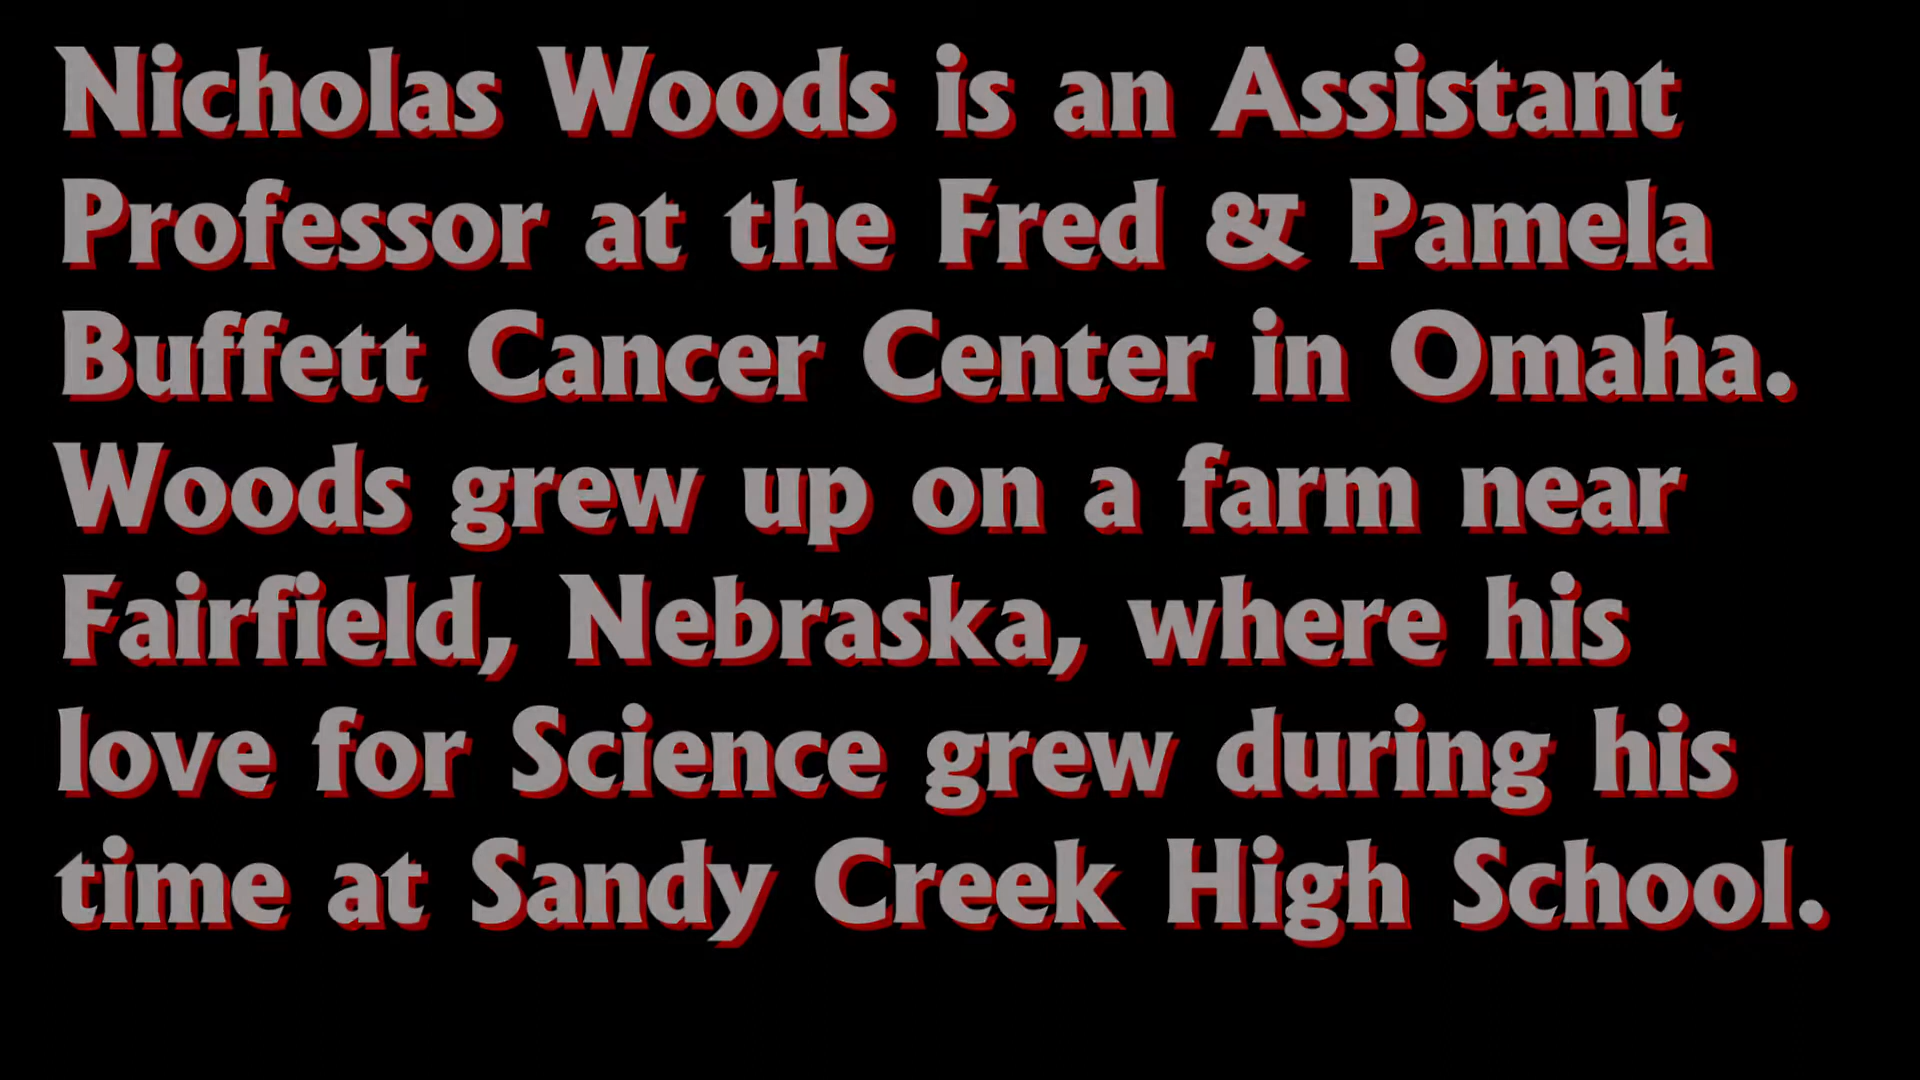 Nicholas Woods is an Assistant
Professor at the Fred & Pamela
Buffett Cancer Center in Omaha.
Woods grew up on a farm near
Fairfield, Nebraska, where his
love for Science grew during his
time at Sandy Creek High School.